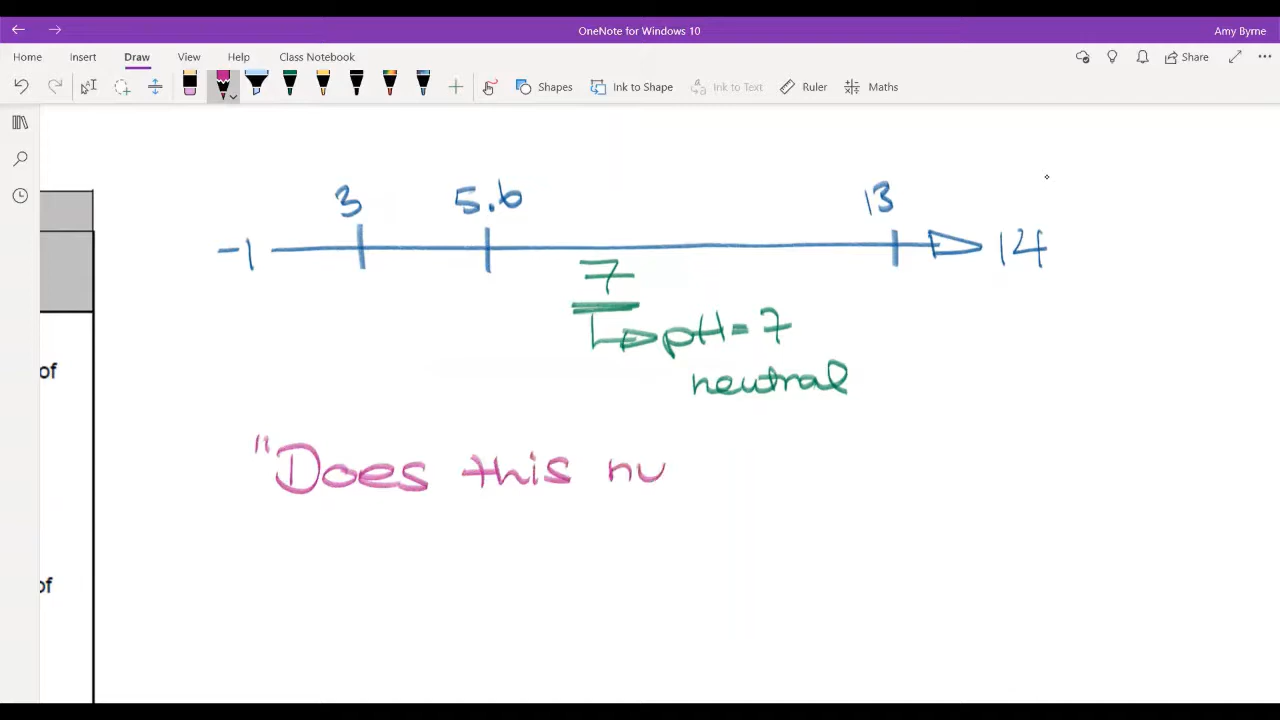 OneNote for Windows 10
Amy Byrne
Home Insert Draw View Help Class Notebook
Share
Shapes Ink to Shape Ink to Text Ruler Maths
3 5.6 13
-1 14
7
pH = 7
neutral
of
"Does this nu
of